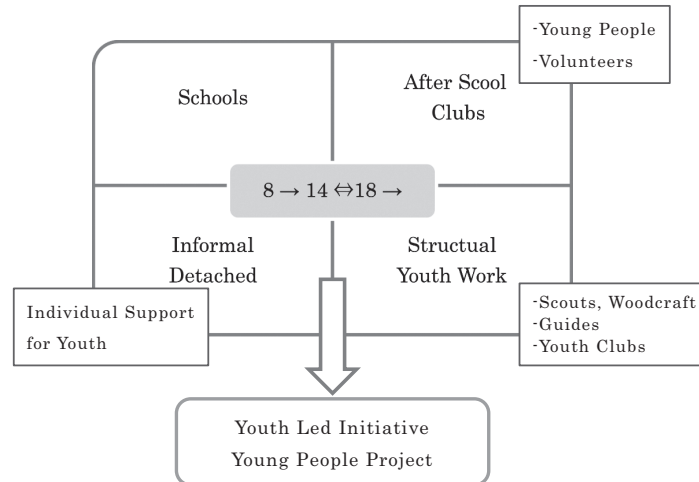 -Young People
-Volunteers
Schools
After Scool
Clubs
8 → 14 ⇔18 →
Informal
Detached
Structual
Youth Work
Individual Support
for Youth
-Scouts, Woodcraft
-Guides
-Youth Clubs
Youth Led Initiative
Young People Project